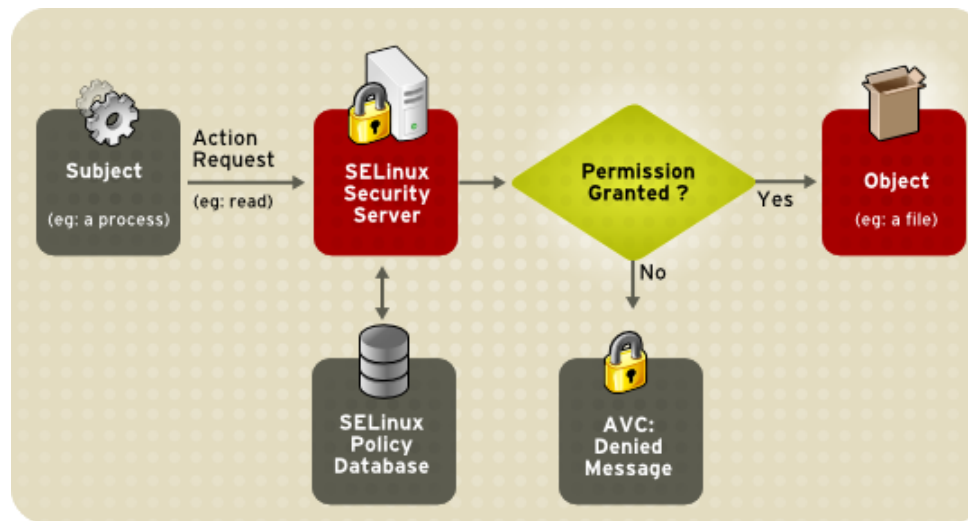 Subject
(eg: a process)
Action
Request
(eg: read)
SELinux
Security
Server
Permission
Granted ?
Yes
Object
(eg: a file)
No
SELinux
Policy
Database
AVC:
Denied
Message